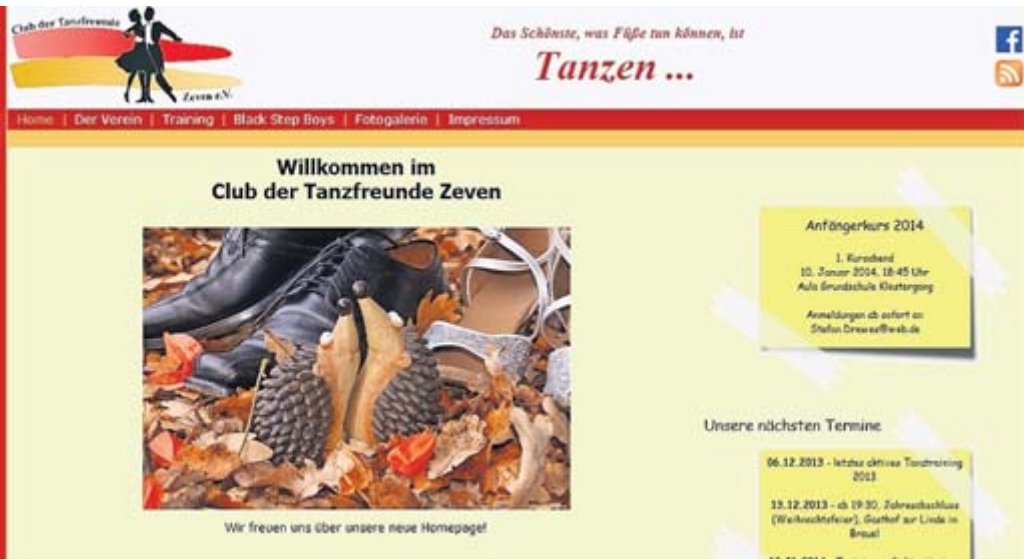 Club der Tanzfreunde
Zeven e.V.
Das Schönste, was Füße tun können, ist
Tanzen ...
Home | Der Verein | Training | Black Step Boys | Fotogalerie | Impressum
Willkommen im
Club der Tanzfreunde Zeven
Wir freuen uns über unsere neue Homepage!
Anfängerkurs 2014
1. Kursabend
10. Januar 2014, 18:45 Uhr
Aula Grundschule Klostergang
Anmeldungen ab sofort an
Stefan.Drewes@web.de
Unsere nächsten Termine
06.12.2013 - letztes aktives Tanztraining
2013
13.12.2013 - ab 19:30, Jahresabschluss
(Weihnachtsfeier), Gasthof zur Linde in
Brauel